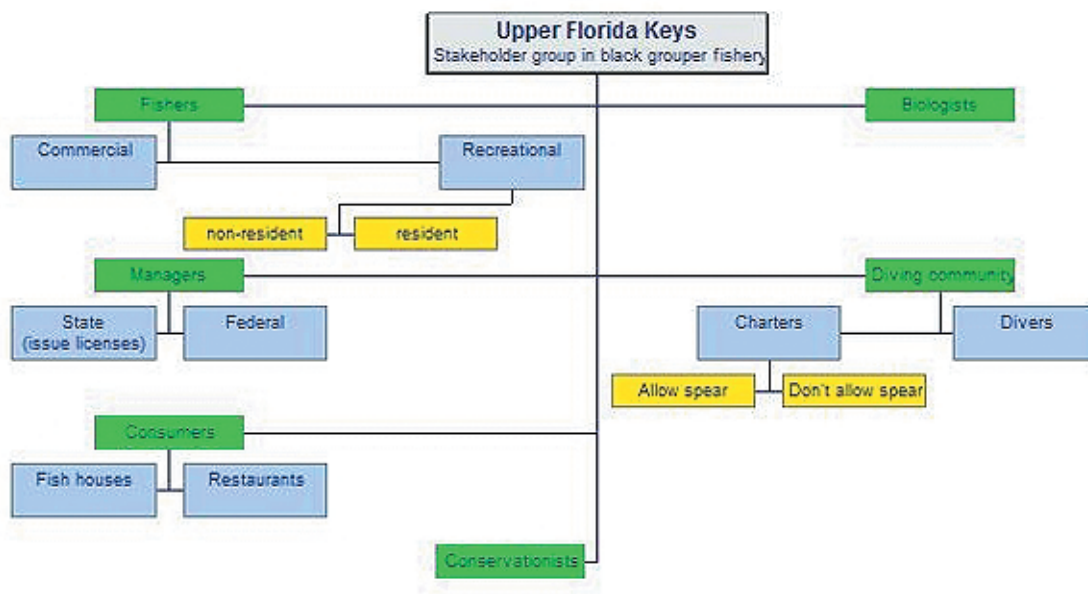 Upper Florida Keys
Stakeholder group in black grouper fishery
Fishers
Biologists
Commercial
Recreational
non-resident
resident
Managers
Diving community
State
(issue licenses)
Federal
Charters
Divers
Allow spear
Don't allow spear
Consumers
Fish houses
Restaurants
Conservationists